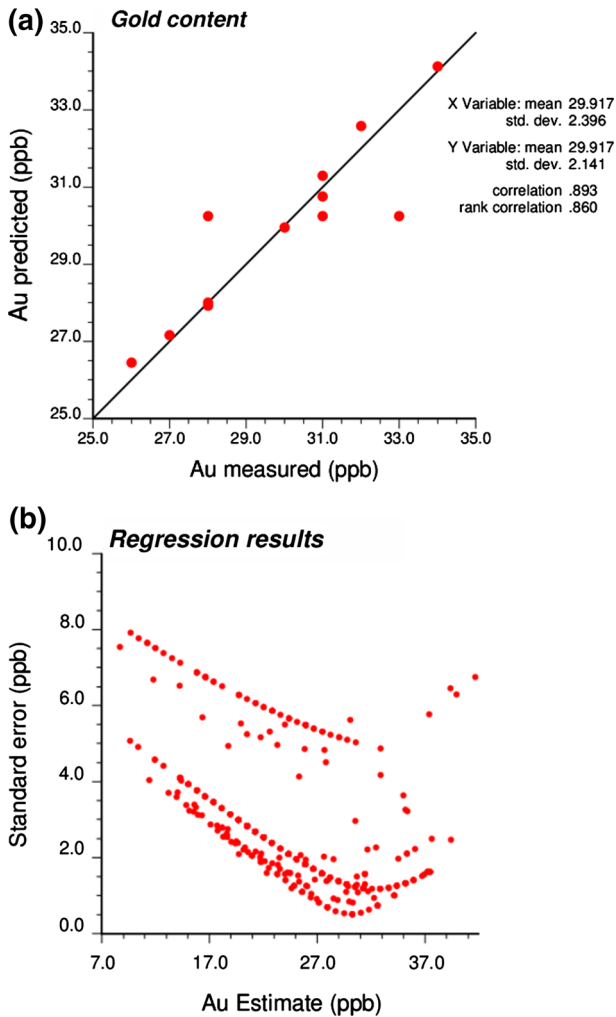 (a) Gold content
35.0
33.0
31.0
29.0
27.0
25.0
Au predicted (ppb)
25.0 27.0 29.0 31.0 33.0 35.0
Au measured (ppb)
X Variable: mean 29.917
std. dev. 2.396
Y Variable: mean 29.917
std. dev. 2.141
correlation .893
rank correlation .860
(b) Regression results
10.0
8.0
6.0
4.0
2.0
0.0
Standard error (ppb)
7.0 17.0 27.0 37.0
Au Estimate (ppb)